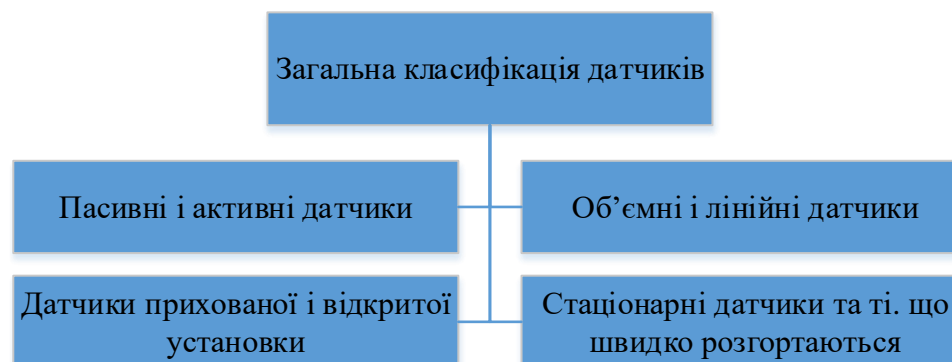 Загальна класифікація датчиків
Пасивні і активні датчики
Об’ємні і лінійні датчики
Датчики прихованої і відкритої
установки
Стаціонарні датчики та ті. що
швидко розгортаються